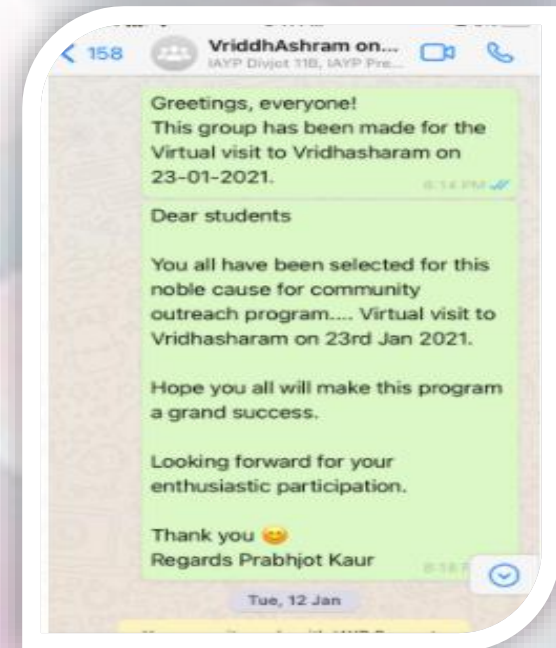 158
VriddhAshram on...
IAYP Divjot 11B, IAYP Pre...
Greetings, everyone!
This group has been made for the
Virtual visit to Vridhasharam on
23-01-2021.
6:14 PM
Dear students
You all have been selected for this
noble cause for community
outreach program.... Virtual visit to
Vridhasharam on 23rd Jan 2021.
Hope you all will make this program
a grand success.
Looking forward for your
enthusiastic participation.
Thank you 😊
Regards Prabhjot Kaur
Tue, 12 Jan